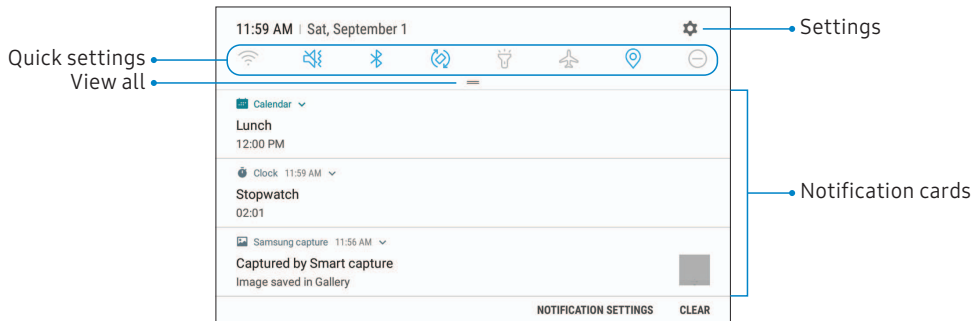 11:59 AM | Sat, September 1
Settings
Quick settings
View all
Calendar
Lunch
12:00 PM
Clock 11:59 AM
Stopwatch
02:01
Notification cards
Samsung capture 11:56 AM
Captured by Smart capture
Image saved in Gallery
NOTIFICATION SETTINGS CLEAR